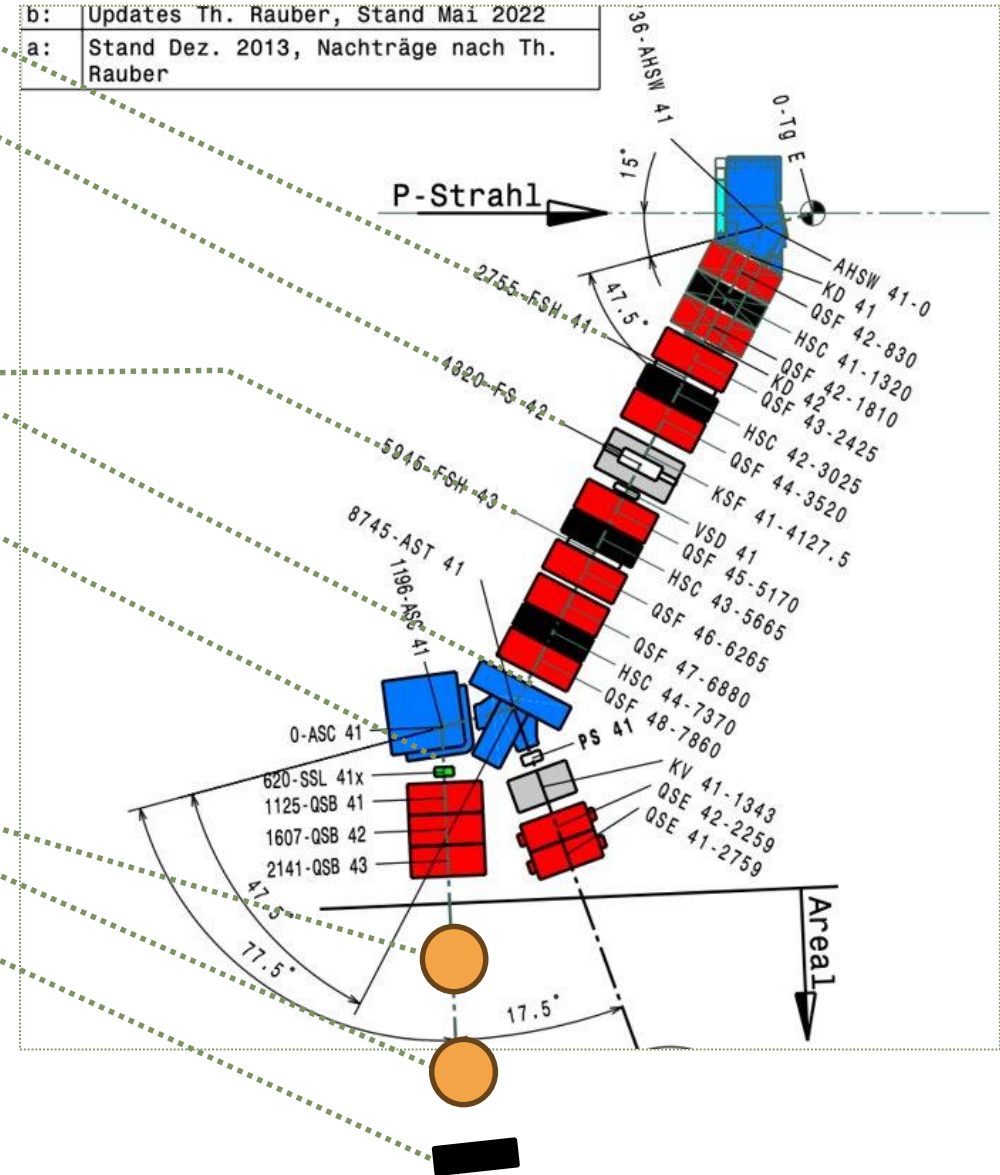 b: Updates Th. Rauber, Stand Mai 2022
a: Stand Dez. 2013, Nachträge nach Th.
Rauber
36-AHSW 41
0-Tg E
15°
P-Strahl
AHSW 41-0
KD 41
QSF 42-830
HSC 41-1320
QSF 42-1810
KD 42
QSF 43-2425
2755-FSH 41
47.5°
HSC 42-3025
QSF 44-3520
4320-FS 42
KSF 41-4127.5
VSD 41
QSF 45-5170
5945-FSH 43
HSC 43-5665
QSF 46-6265
8745-AST 41
1196-ASC 41
QSF 47-6880
HSC 44-7370
QSF 48-7860
0-ASC 41
PS 41
620-SSL 41x
KV 41-1343
1125-QSB 41
QSE 42-2259
1607-QSB 42
QSE 41-2759
2141-QSB 43
47.5°
77.5°
17.5°
Areal